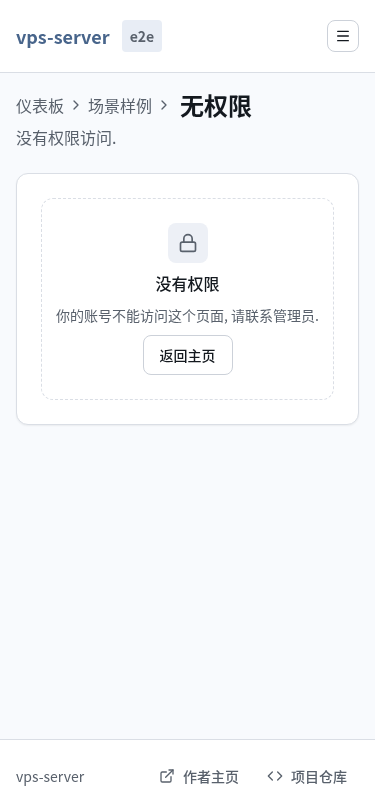 vps-server e2e
仪表板 场景样例 无权限
没有权限访问.
没有权限
你的账号不能访问这个页面, 请联系管理员.
返回主页
vps-server 作者主页 项目仓库